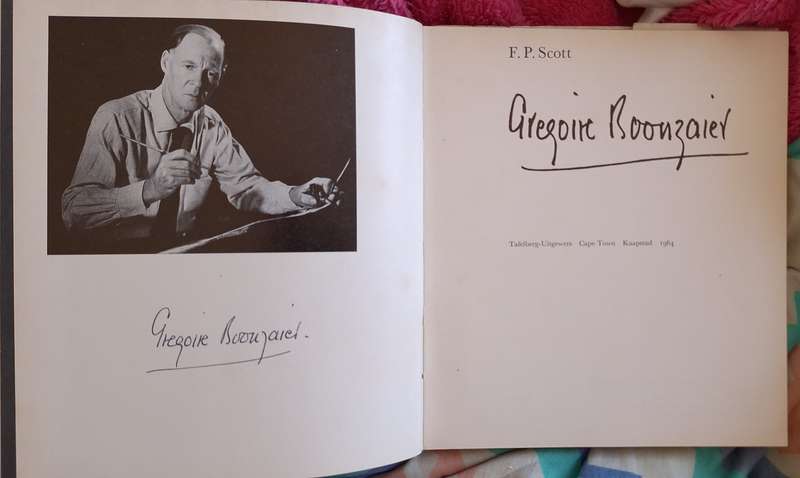 Gregoire Boonzaier.
F. P. Scott
Gregoire Boonzaier
Tafelberg-Uitgewers Cape Town Kaapstad 1964